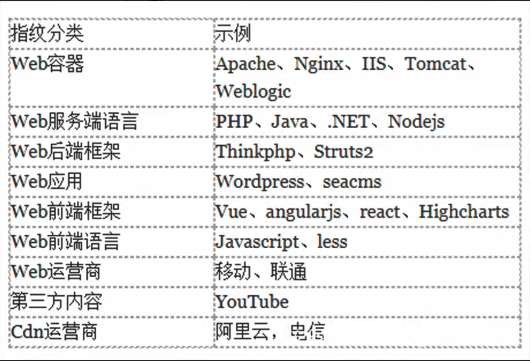 指纹分类 示例
Web容器 Apache、Nginx、IIS、Tomcat、
Weblogic
Web服务端语言 PHP、Java、.NET、Nodejs
Web后端框架 Thinkphp、Struts2
Web应用 Wordpress、seacms
Web前端框架 Vue、angularjs、react、Highcharts
Web前端语言 Javascript、less
Web运营商 移动、联通
第三方内容 YouTube
Cdn运营商 阿里云，电信